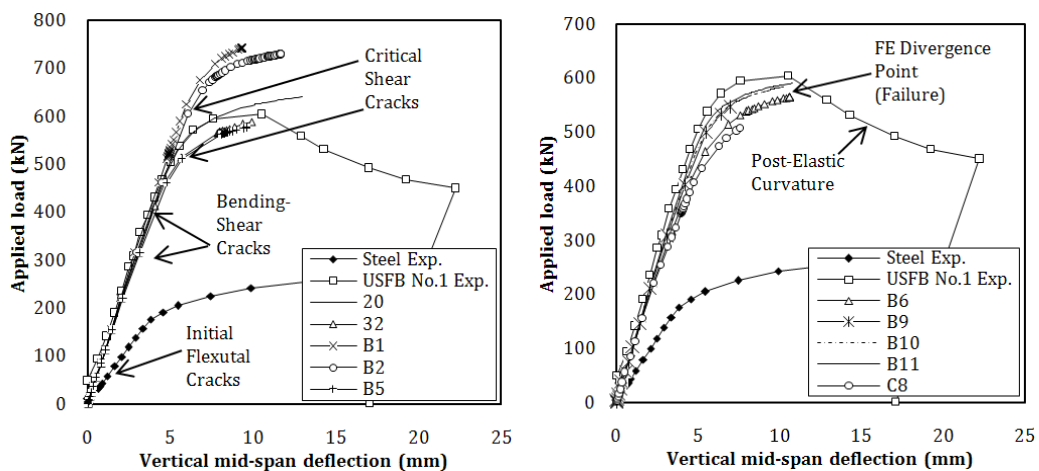 800
700
600
500
400
300
200
100
0
Applied load (kN)
Critical
Shear
Cracks
Bending-
Shear
Cracks
Initial
Flexutal
Cracks
Steel Exp.
USFB No.1 Exp.
20
32
B1
B2
B5
0
5
10
15
20
25
Vertical mid-span deflection (mm)
700
600
500
400
300
200
100
0
Applied load (kN)
FE Divergence
Point
(Failure)
Post-Elastic
Curvature
Steel Exp.
USFB No.1 Exp.
B6
B9
B10
B11
C8
0
5
10
15
20
25
Vertical mid-span deflection (mm)